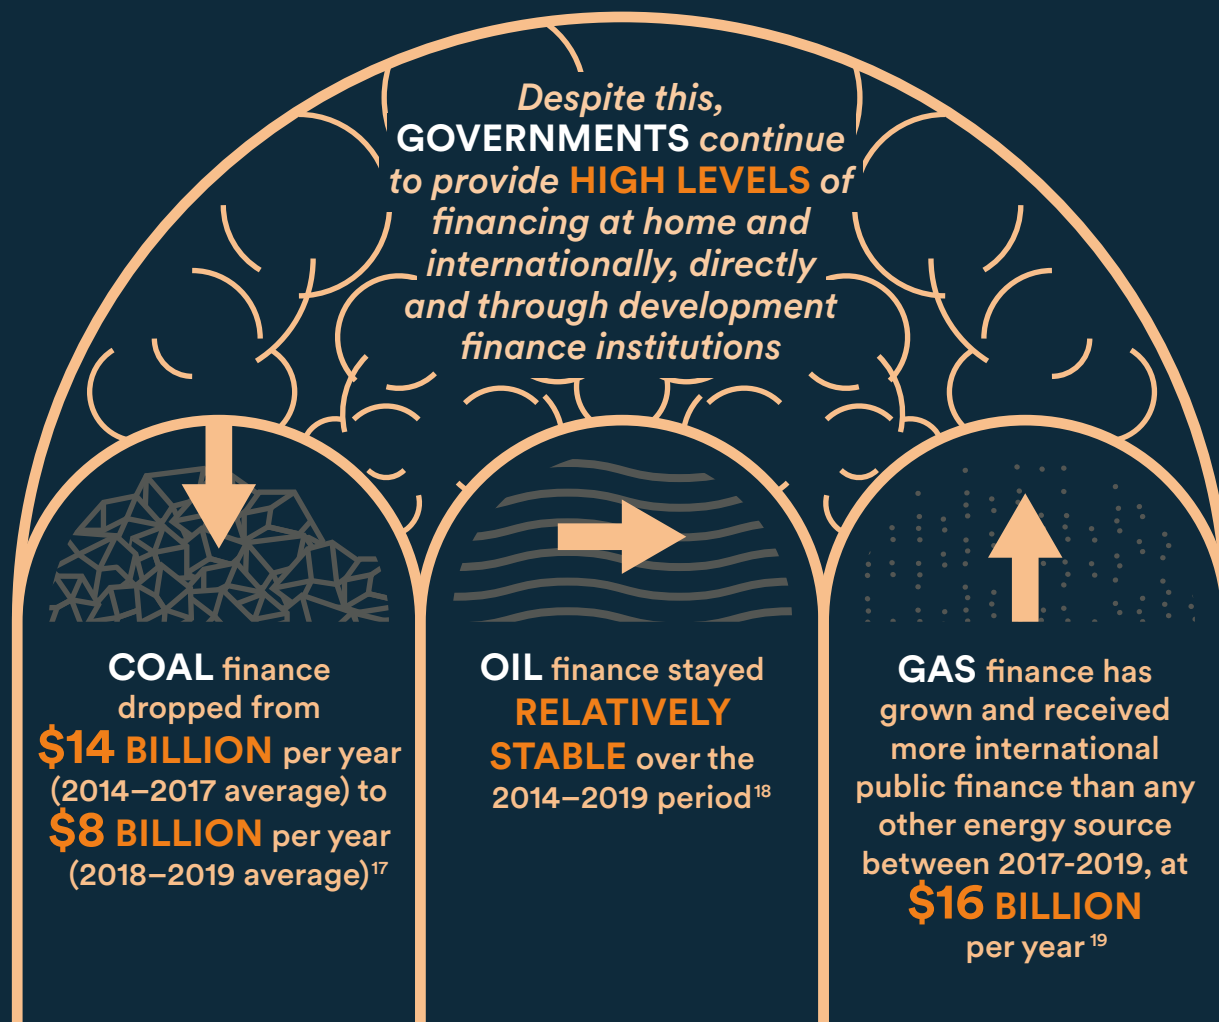 Despite this,
GOVERNMENTS continue
to provide HIGH LEVELS of
financing at home and
internationally, directly
and through development
finance institutions
COAL finance
dropped from
$14 BILLION per year
(2014–2017 average) to
$8 BILLION per year
(2018–2019 average)17
OIL finance stayed
RELATIVELY
STABLE over the
2014–2019 period18
GAS finance has
grown and received
more international
public finance than any
other energy source
between 2017-2019, at
$16 BILLION
per year 19